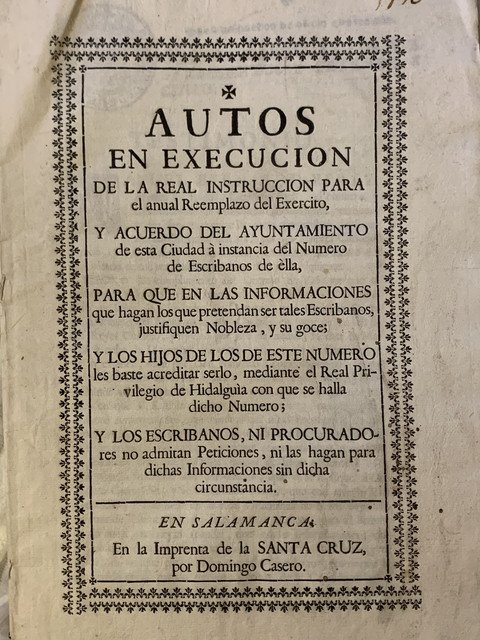 ✠
AUTOS
EN EXECUCION
DE LA REAL INSTRUCCION PARA
el anual Reemplazo del Exercito,
Y ACUERDO DEL AYUNTAMIENTO
de esta Ciudad à instancia del Numero
de Escribanos de èlla,
PARA QUE EN LAS INFORMACIONES
que hagan los que pretendan ser tales Escribanos,
justifiquen Nobleza, y su goce;
Y LOS HIJOS DE LOS DE ESTE NUMERO
les baste acreditar serlo, mediante el Real Pri-
vilegio de Hidalguìa con que se halla
dicho Numero;
Y LOS ESCRIBANOS, NI PROCURADO-
res no admitan Peticiones, ni las hagan para
dichas Informaciones sin dicha
circunstancia.
EN SALAMANCA:
En la Imprenta de la SANTA CRUZ,
por Domingo Casero.